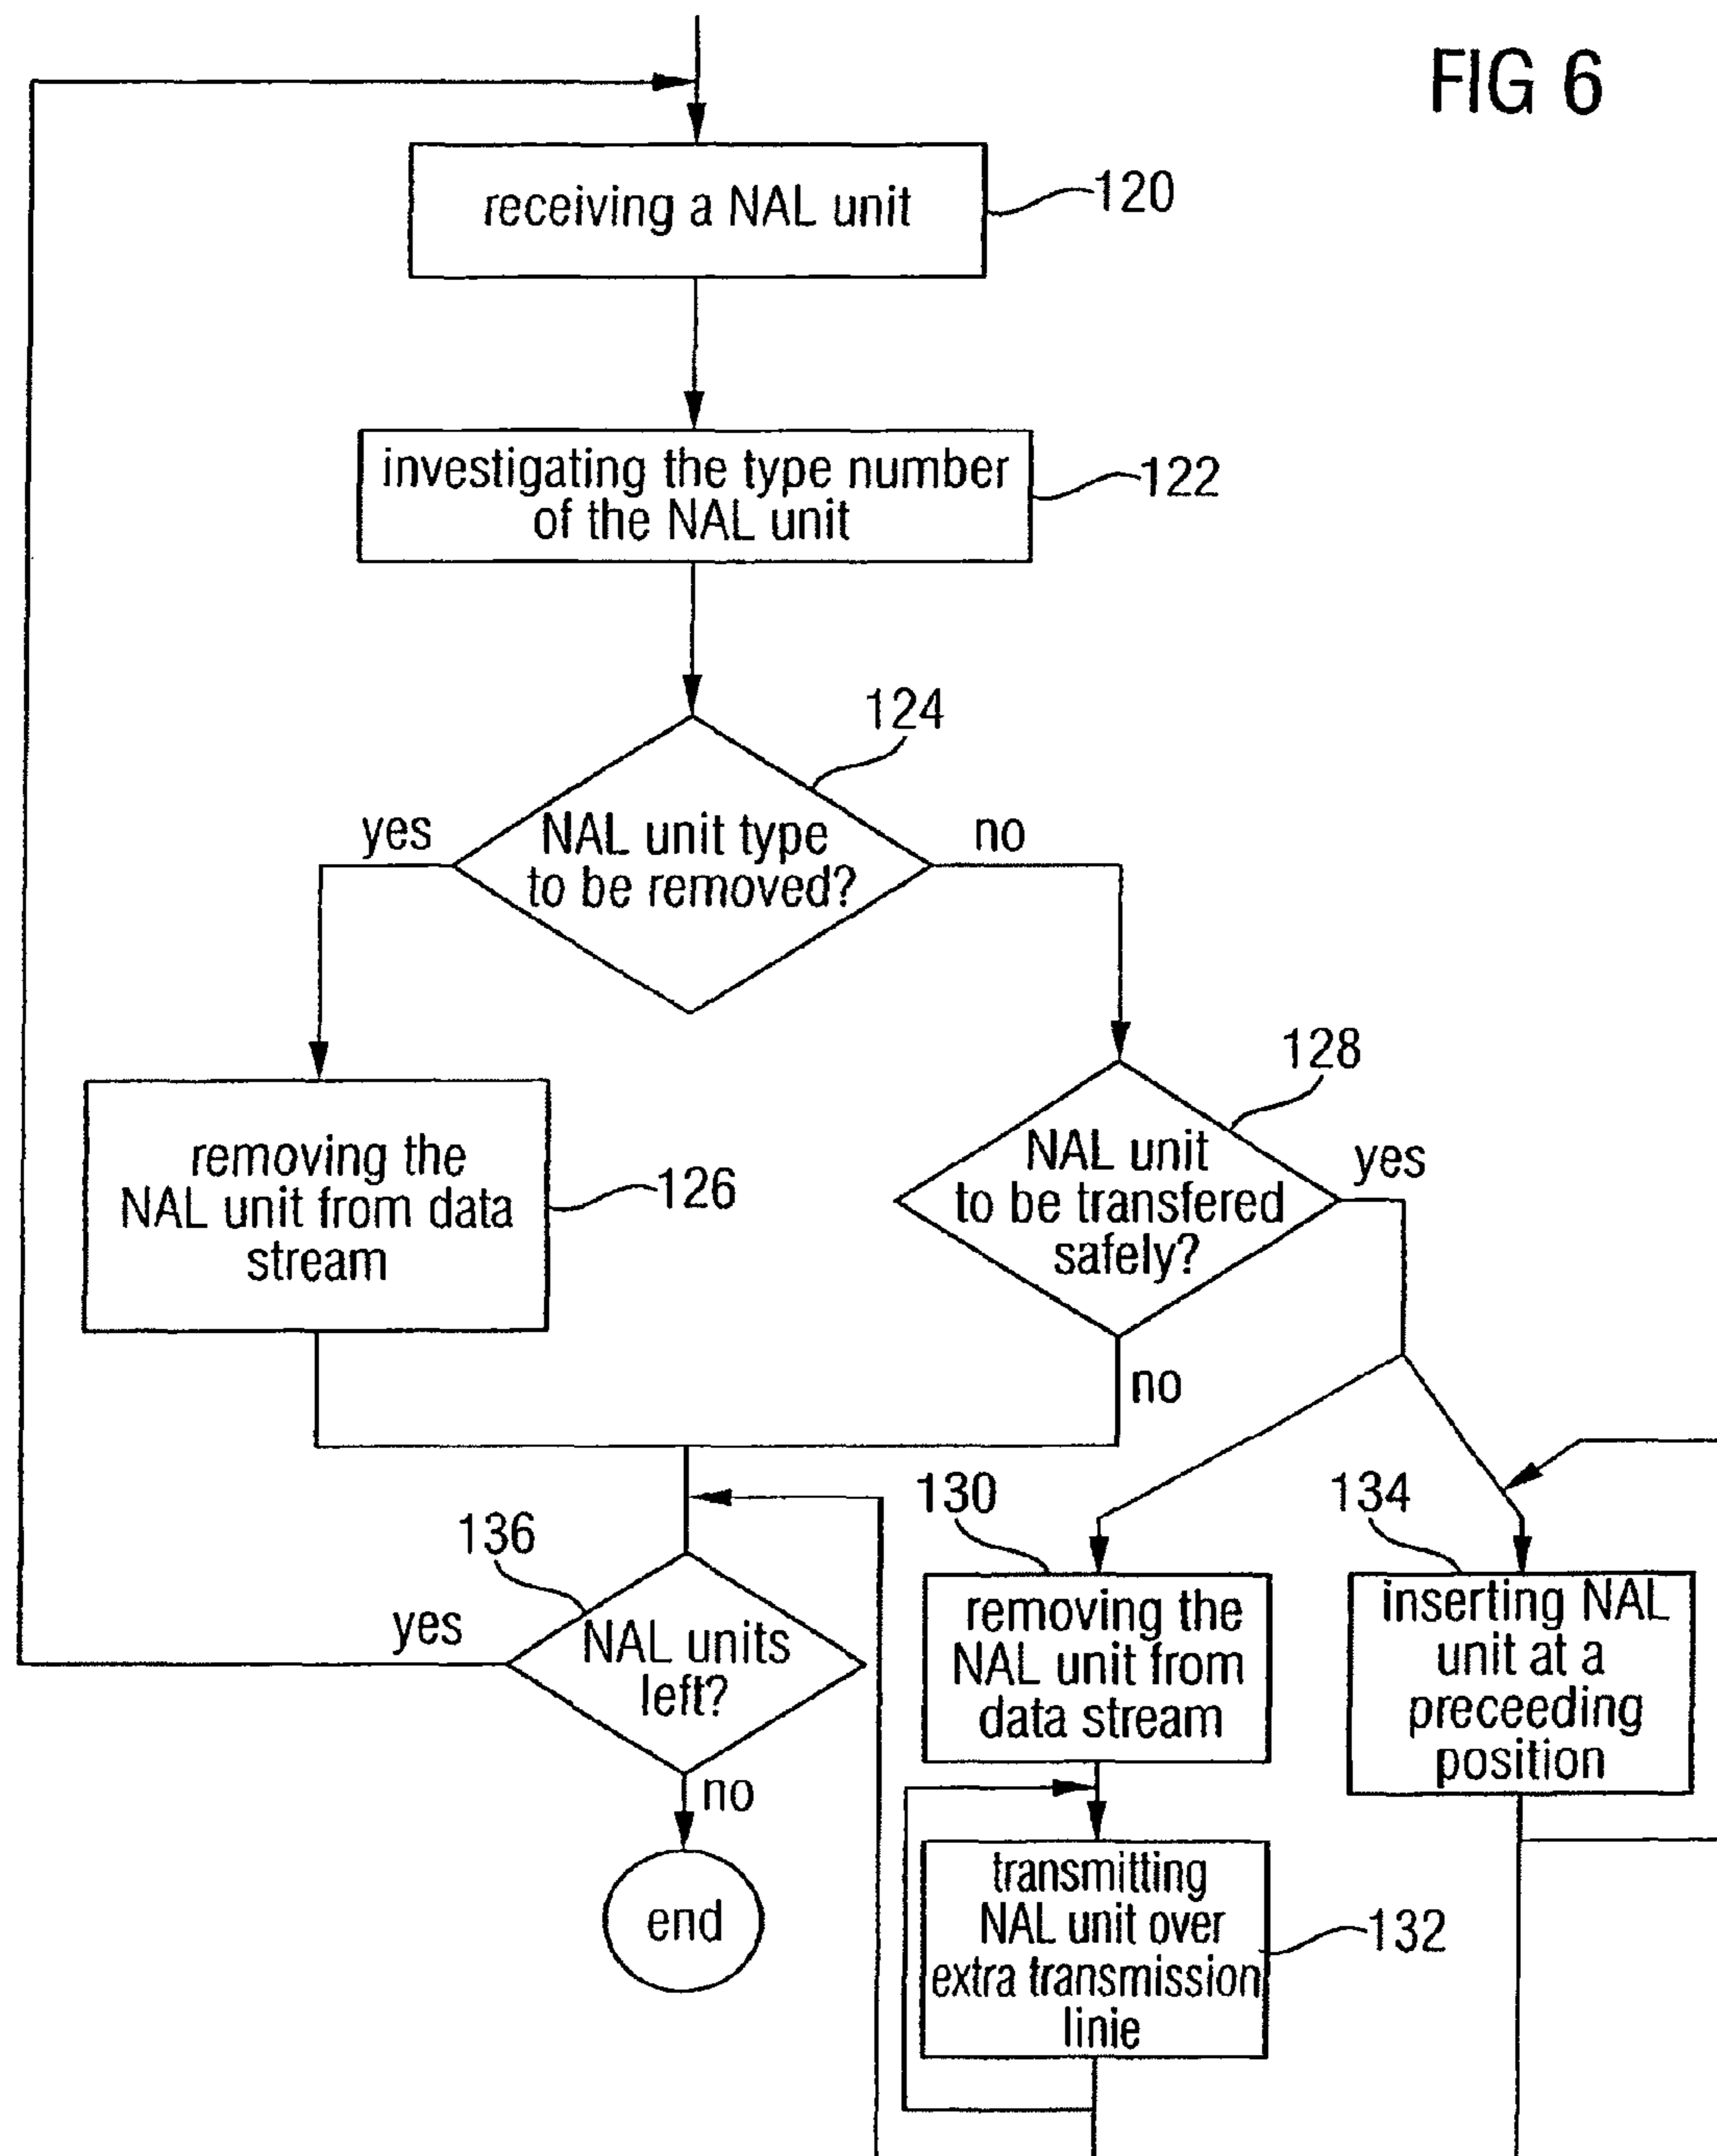 FIG 6
receiving a NAL unit
120
investigating the type number
of the NAL unit
122
124
yes
NAL unit type
to be removed?
no
128
removing the
NAL unit from data
stream
126
NAL unit
to be transfered
safely?
yes
no
130
134
136
yes
NAL units
left?
no
end
removing the
NAL unit from
data stream
inserting NAL
unit at a
preceeding
position
transmitting
NAL unit over
extra transmission
linie
132